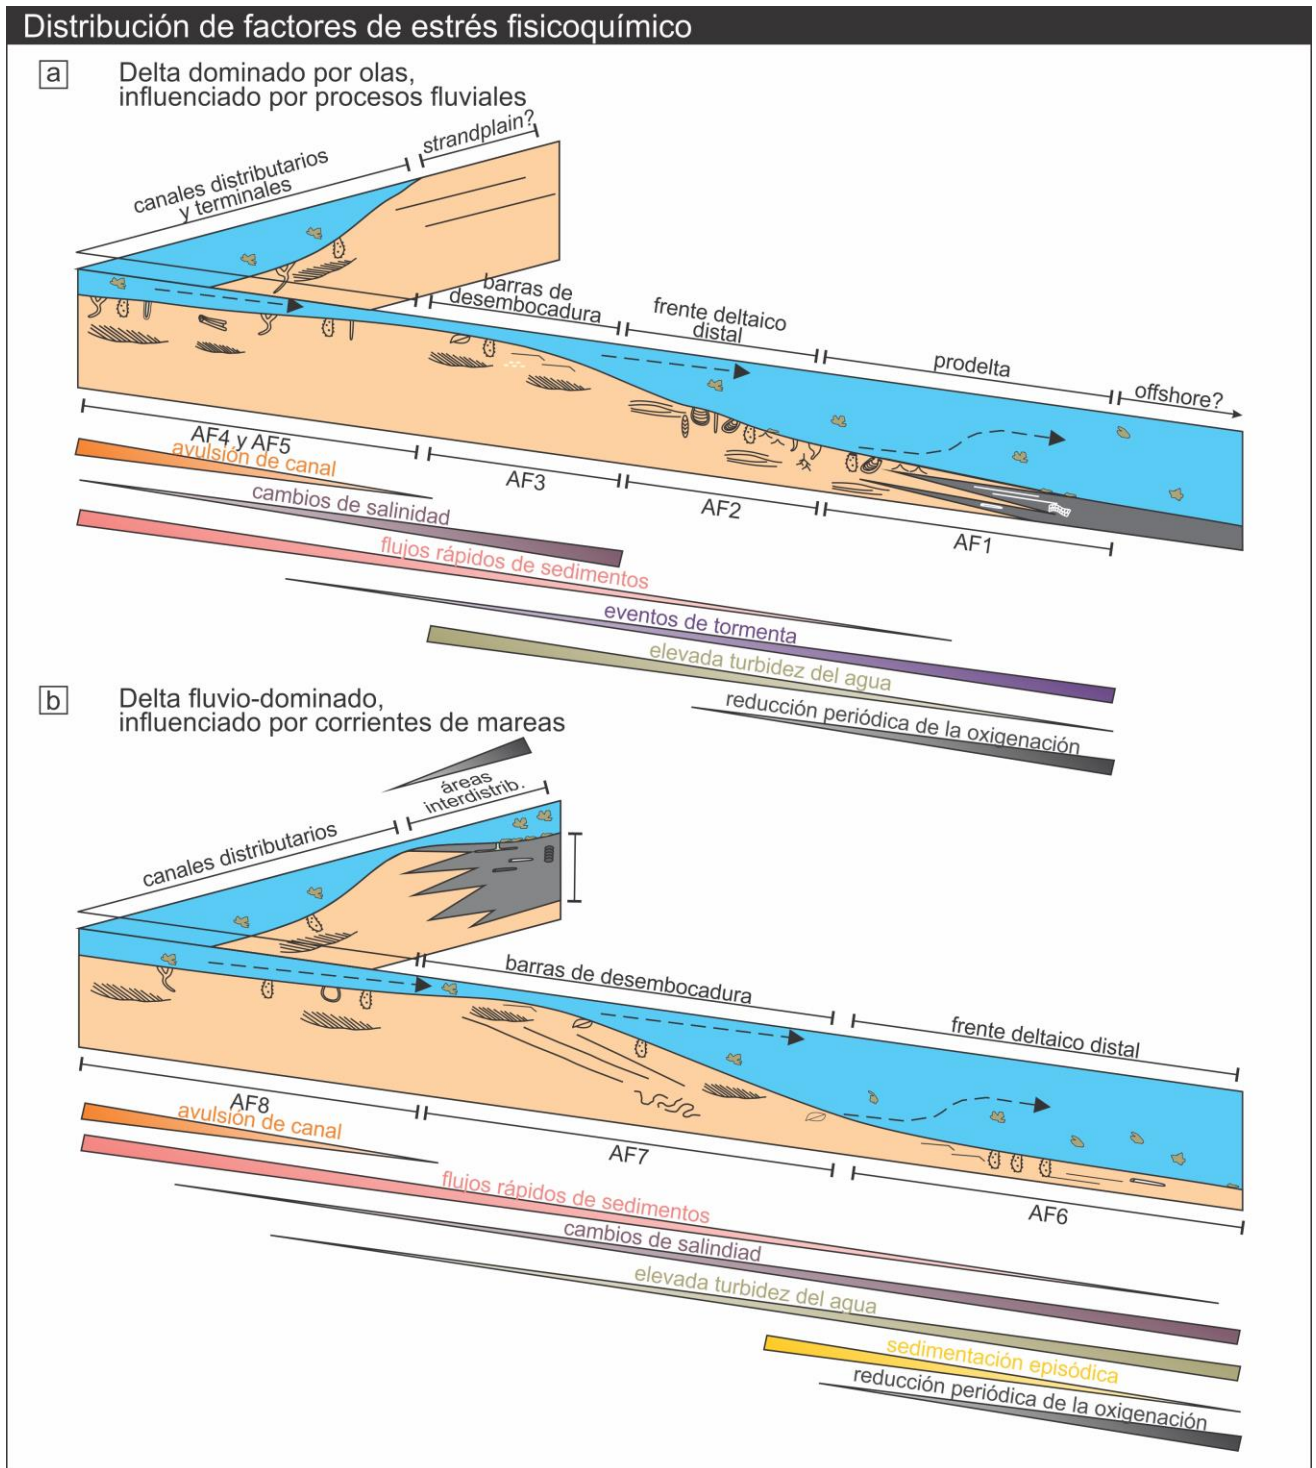 Distribución de factores de estrés fisicoquímico
a
Delta dominado por olas,
influenciado por procesos fluviales
strandplain?
canales distributarios
y terminales
barras de
desembocadura
frente deltaico
distal
prodelta
offshore?
AF4 y AF5
AF3
AF2
AF1
avulsión de canal
cambios de salinidad
flujos rápidos de sedimentos
eventos de tormenta
elevada turbidez del agua
reducción periódica de la oxigenación
b
Delta fluvio-dominado,
influenciado por corrientes de mareas
áreas
interdistrib.
canales distributarios
barras de desembocadura
frente deltaico distal
AF8
AF7
AF6
avulsión de canal
flujos rápidos de sedimentos
cambios de salindiad
elevada turbidez del agua
sedimentación episódica
reducción periódica de la oxigenación